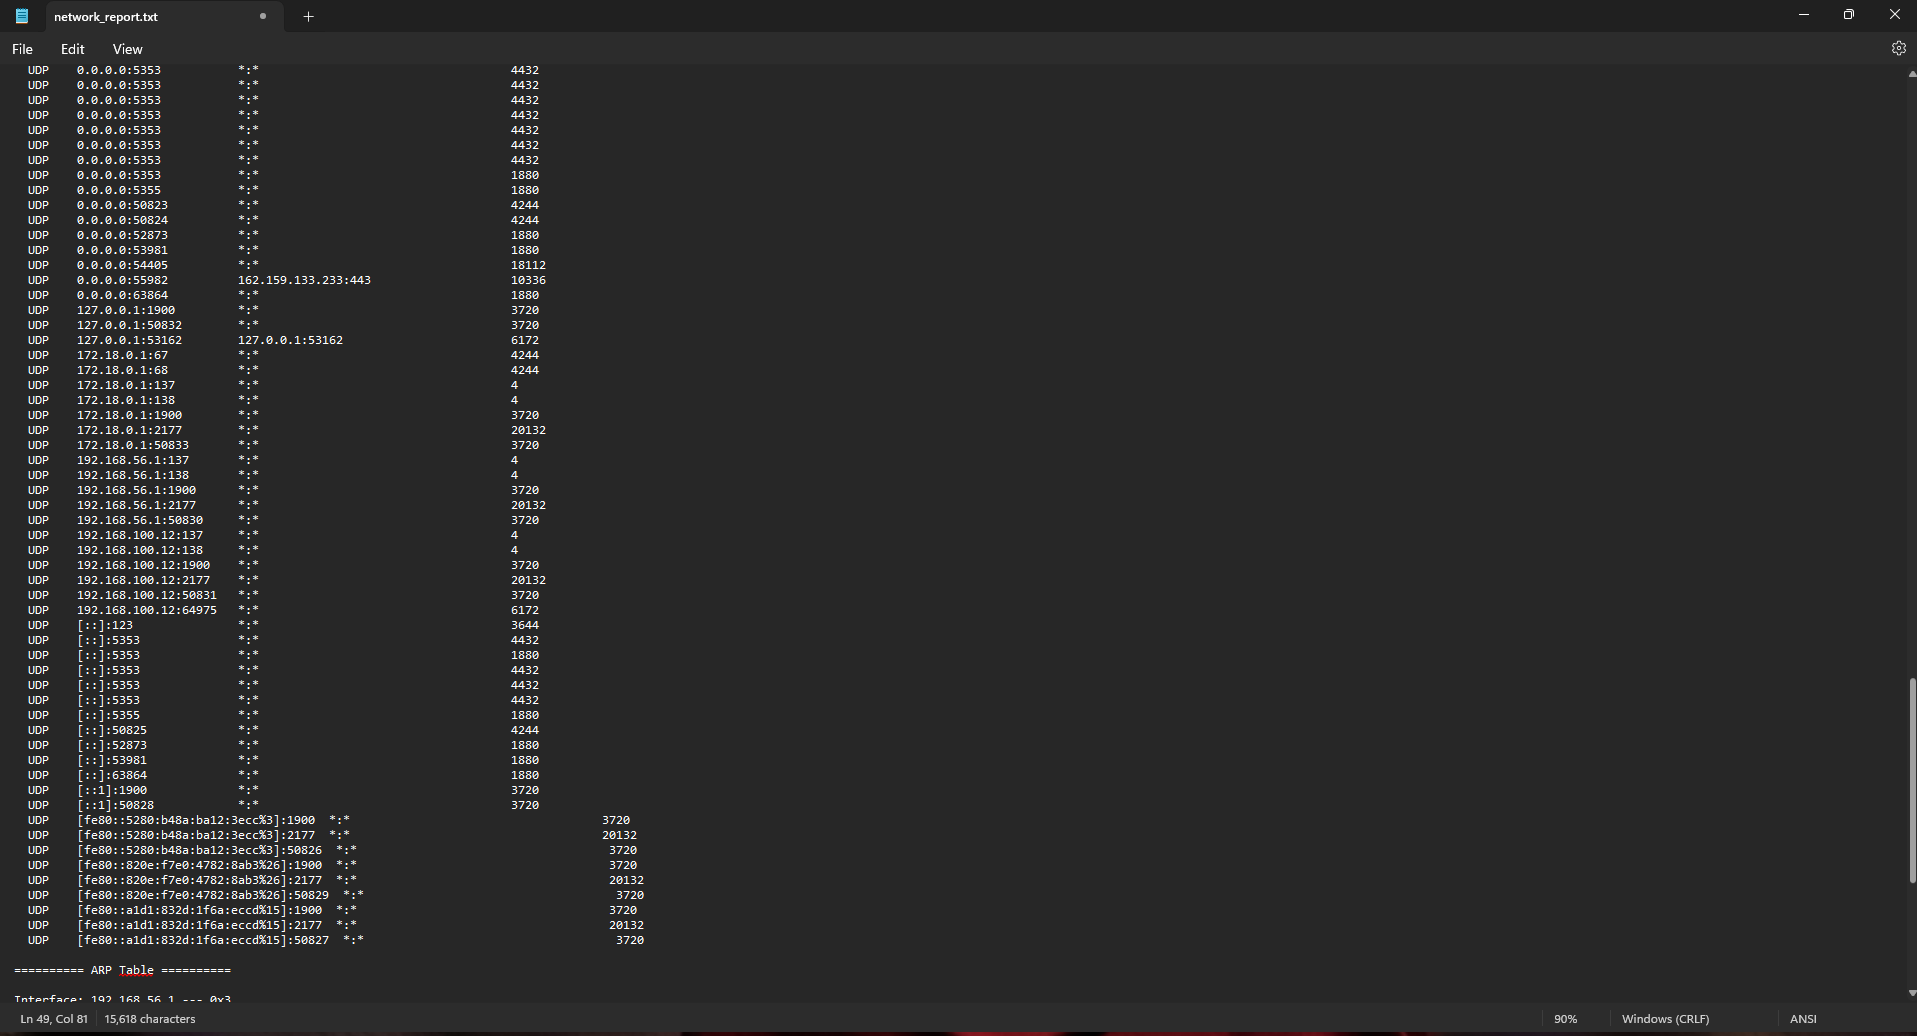 network_report.txt
File Edit View
UDP 0.0.0.0:5353 *:* 4432
UDP 0.0.0.0:5353 *:* 4432
UDP 0.0.0.0:5353 *:* 4432
UDP 0.0.0.0:5353 *:* 4432
UDP 0.0.0.0:5353 *:* 4432
UDP 0.0.0.0:5353 *:* 4432
UDP 0.0.0.0:5353 *:* 4432
UDP 0.0.0.0:5353 *:* 1880
UDP 0.0.0.0:5355 *:* 1880
UDP 0.0.0.0:50823 *:* 4244
UDP 0.0.0.0:50824 *:* 4244
UDP 0.0.0.0:52873 *:* 1880
UDP 0.0.0.0:53981 *:* 1880
UDP 0.0.0.0:54405 *:* 18112
UDP 0.0.0.0:55982 162.159.133.233:443 10336
UDP 0.0.0.0:63864 *:* 1880
UDP 127.0.0.1:1900 *:* 3720
UDP 127.0.0.1:50832 *:* 3720
UDP 127.0.0.1:53162 127.0.0.1:53162 6172
UDP 172.18.0.1:67 *:* 4244
UDP 172.18.0.1:68 *:* 4244
UDP 172.18.0.1:137 *:* 4
UDP 172.18.0.1:138 *:* 4
UDP 172.18.0.1:1900 *:* 3720
UDP 172.18.0.1:2177 *:* 20132
UDP 172.18.0.1:50833 *:* 3720
UDP 192.168.56.1:137 *:* 4
UDP 192.168.56.1:138 *:* 4
UDP 192.168.56.1:1900 *:* 3720
UDP 192.168.56.1:2177 *:* 20132
UDP 192.168.56.1:50830 *:* 3720
UDP 192.168.100.12:137 *:* 4
UDP 192.168.100.12:138 *:* 4
UDP 192.168.100.12:1900 *:* 3720
UDP 192.168.100.12:2177 *:* 20132
UDP 192.168.100.12:50831 *:* 3720
UDP 192.168.100.12:64975 *:* 6172
UDP [::]:123 *:* 3644
UDP [::]:5353 *:* 4432
UDP [::]:5353 *:* 1880
UDP [::]:5353 *:* 4432
UDP [::]:5353 *:* 4432
UDP [::]:5353 *:* 4432
UDP [::]:5355 *:* 1880
UDP [::]:50825 *:* 4244
UDP [::]:52873 *:* 1880
UDP [::]:53981 *:* 1880
UDP [::]:63864 *:* 1880
UDP [::1]:1900 *:* 3720
UDP [::1]:50828 *:* 3720
UDP [fe80::5280:b48a:ba12:3ecc%3]:1900 *:* 3720
UDP [fe80::5280:b48a:ba12:3ecc%3]:2177 *:* 20132
UDP [fe80::5280:b48a:ba12:3ecc%3]:50826 *:* 3720
UDP [fe80::820e:f7e0:4782:8ab3%26]:1900 *:* 3720
UDP [fe80::820e:f7e0:4782:8ab3%26]:2177 *:* 20132
UDP [fe80::820e:f7e0:4782:8ab3%26]:50829 *:* 3720
UDP [fe80::a1d1:832d:1f6a:eccd%15]:1900 *:* 3720
UDP [fe80::a1d1:832d:1f6a:eccd%15]:2177 *:* 20132
UDP [fe80::a1d1:832d:1f6a:eccd%15]:50827 *:* 3720
========== ARP Table ==========
Interface: 192.168.56.1 --- 0x3
Ln 49, Col 81 15,618 characters 90% Windows (CRLF) ANSI